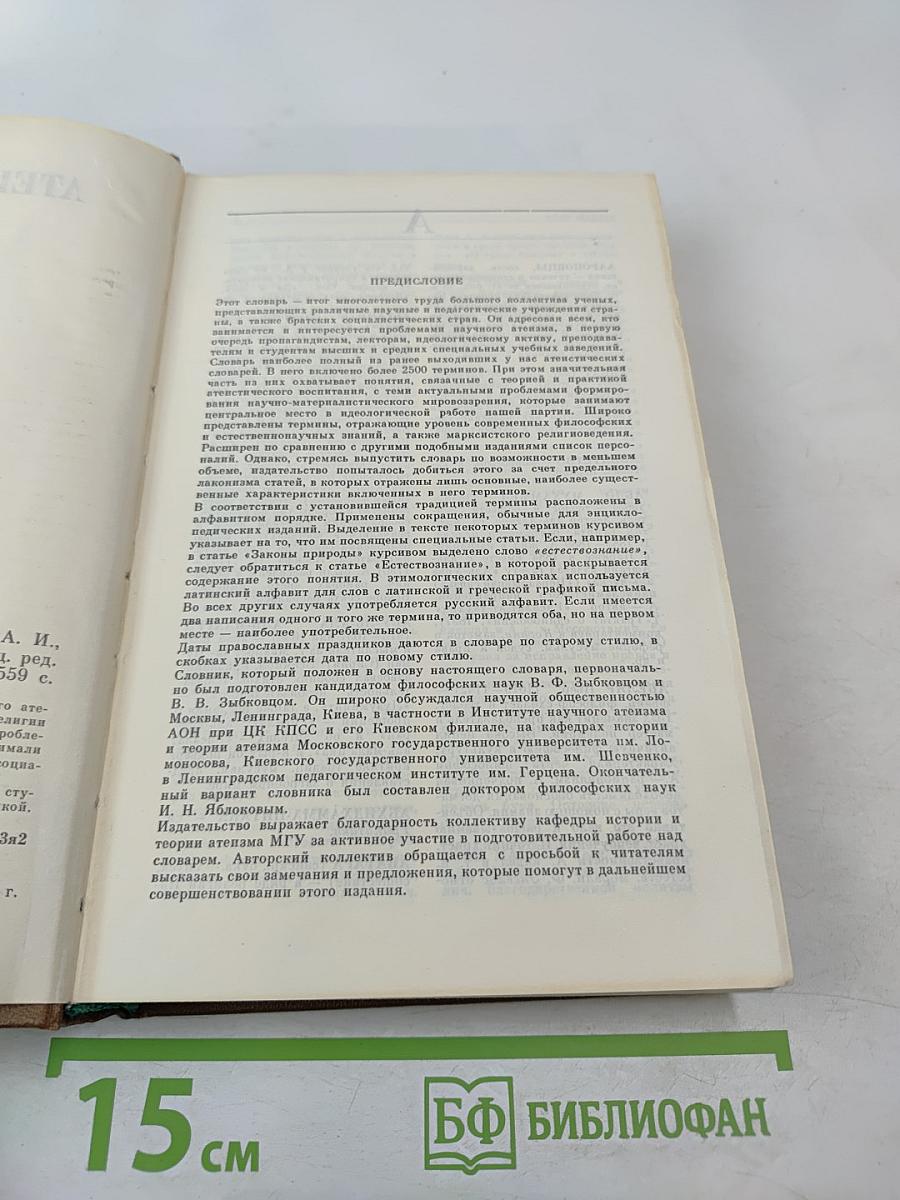 АТЕ
А. И.,
д. ред.
559 с.
го ате-
елигии
робле-
имали
социа-
сту-
кой.
3я2
г.
А
ПРЕДИСЛОВИЕ
Этот словарь — итог многолетнего труда большого коллектива ученых,
представляющих различные научные и педагогические учреждения стра-
ны, а также братских социалистических стран. Он адресован всем, кто
занимается и интересуется проблемами научного атеизма, в первую
очередь пропагандистам, лекторам, идеологическому активу, преподава-
телям и студентам высших и средних специальных учебных заведений.
Словарь наиболее полный из ранее выходивших у нас атеистических
словарей. В него включено более 2500 терминов. При этом значительная
часть из них охватывает понятия, связанные с теорией и практикой
атеистического воспитания, с теми актуальными проблемами формиро-
вания научно-материалистического мировоззрения, которые занимают
центральное место в идеологической работе нашей партии. Широко
представлены термины, отражающие уровень современных философских
и естественнонаучных знаний, а также марксистского религиоведения.
Расширен по сравнению с другими подобными изданиями список персо-
налий. Однако, стремясь выпустить словарь по возможности в меньшем
объеме, издательство попыталось добиться этого за счет предельного
лаконизма статей, в которых отражены лишь основные, наиболее сущест-
венные характеристики включенных в него терминов.
В соответствии с установившейся традицией термины расположены в
алфавитном порядке. Применены сокращения, обычные для энцикло-
педических изданий. Выделение в тексте некоторых терминов курсивом
указывает на то, что им посвящены специальные статьи. Если, например,
в статье «Законы природы» курсивом выделено слово «естествознание»,
следует обратиться к статье «Естествознание», в которой раскрывается
содержание этого понятия. В этимологических справках используется
латинский алфавит для слов с латинской и греческой графикой письма.
Во всех других случаях употребляется русский алфавит. Если имеется
два написания одного и того же термина, то приводятся оба, но на первом
месте — наиболее употребительное.
Даты православных праздников даются в словаре по старому стилю, в
скобках указывается дата по новому стилю.
Словник, который положен в основу настоящего словаря, первоначаль-
но был подготовлен кандидатом философских наук В. Ф. Зыбковцом и
В. В. Зыбковцом. Он широко обсуждался научной общественностью
Москвы, Ленинграда, Киева, в частности в Институте научного атеизма
АОН при ЦК КПСС и его Киевском филиале, на кафедрах истории
и теории атеизма Московского государственного университета им. Ло-
моносова, Киевского государственного университета им. Шевченко,
в Ленинградском педагогическом институте им. Герцена. Окончатель-
ный вариант словника был составлен доктором философских наук
И. Н. Яблоковым.
Издательство выражает благодарность коллективу кафедры истории и
теории атеизма МГУ за активное участие в подготовительной работе над
словарем. Авторский коллектив обращается с просьбой к читателям
высказать свои замечания и предложения, которые помогут в дальнейшем
совершенствовании этого издания.
15 см
БФ БИБЛИОФАН